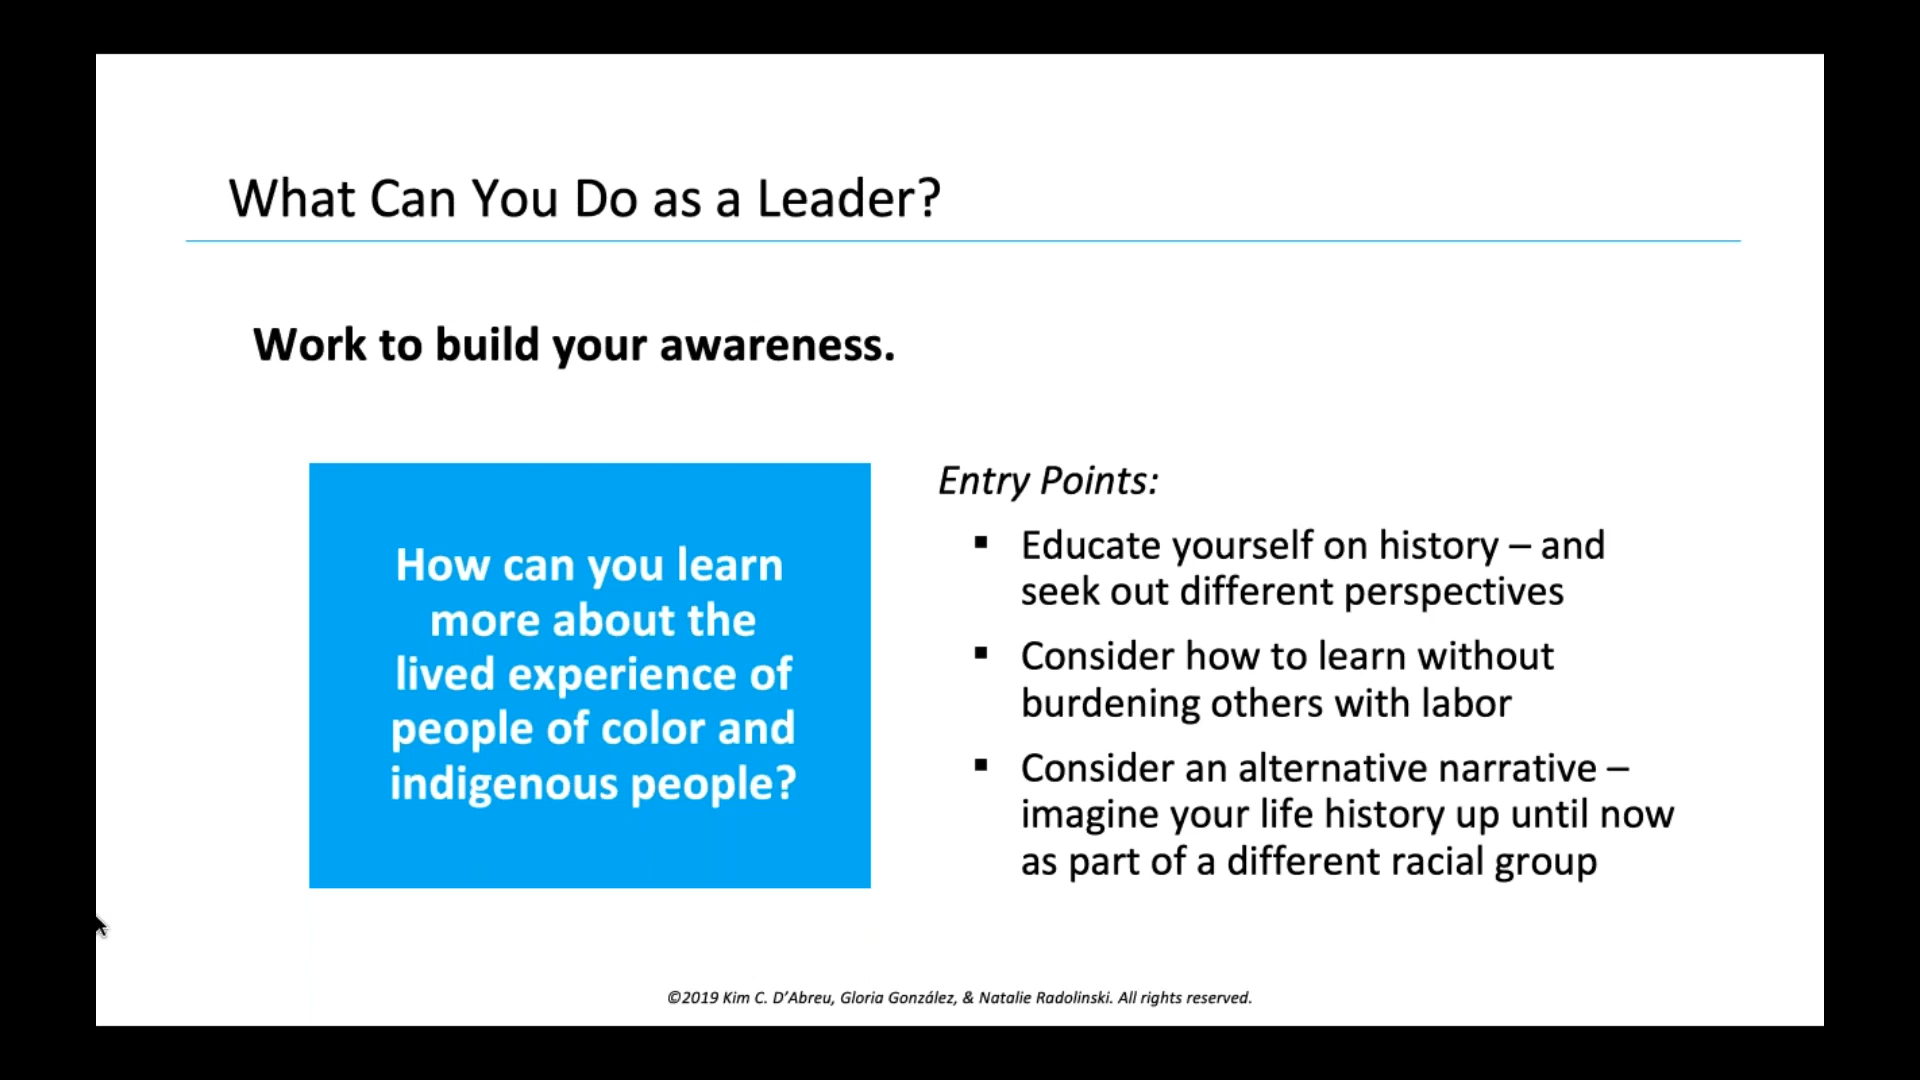 What Can You Do as a Leader?
Work to build your awareness.
How can you learn
more about the
lived experience of
people of color and
indigenous people?
Entry Points:
▪ Educate yourself on history – and
seek out different perspectives
▪ Consider how to learn without
burdening others with labor
▪ Consider an alternative narrative –
imagine your life history up until now
as part of a different racial group
©2019 Kim C. D’Abreu, Gloria González, & Natalie Radolinski. All rights reserved.